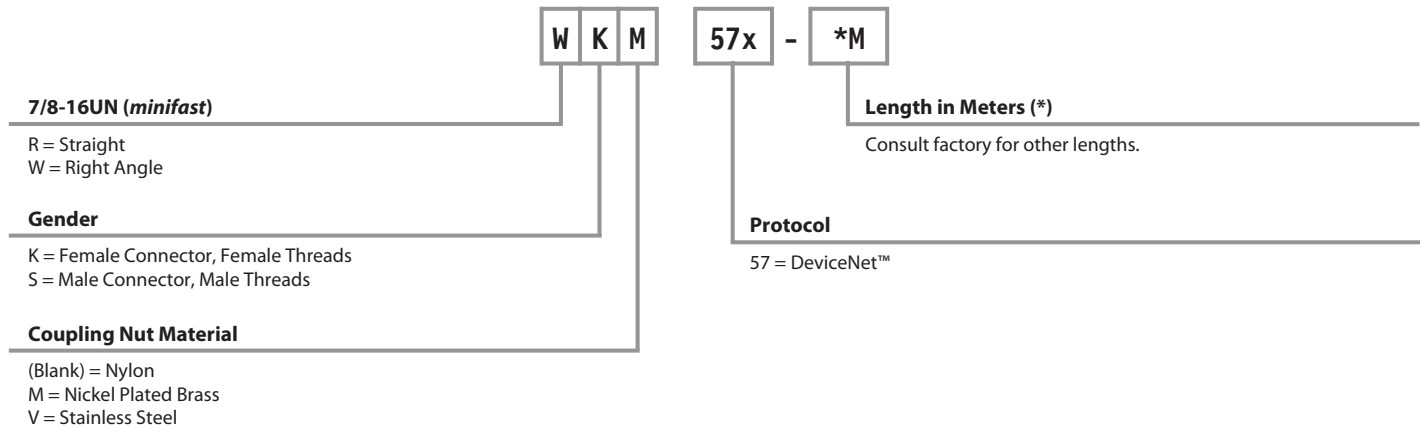 W K M 57x - *M
7/8-16UN (minifast)
R = Straight
W = Right Angle
Gender
K = Female Connector, Female Threads
S = Male Connector, Male Threads
Coupling Nut Material
(Blank) = Nylon
M = Nickel Plated Brass
V = Stainless Steel
Length in Meters (*)
Consult factory for other lengths.
Protocol
57 = DeviceNet™